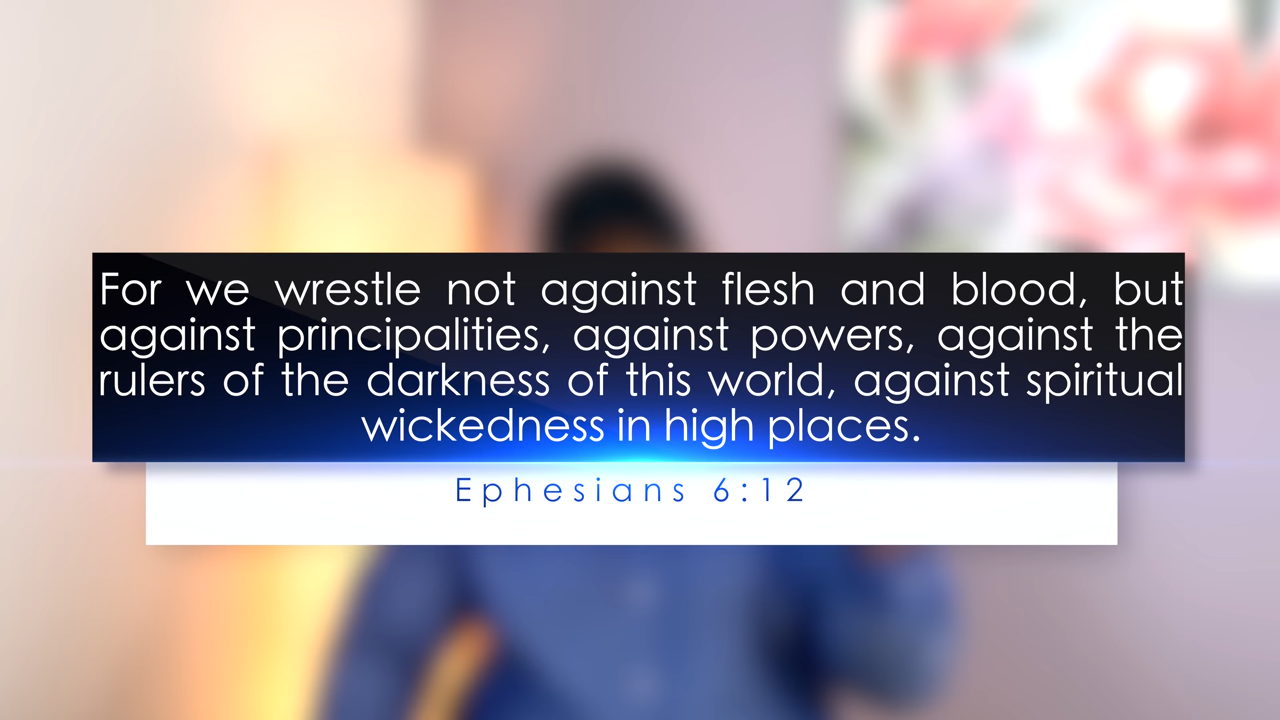 For we wrestle not against flesh and blood, but
against principalities, against powers, against the
rulers of the darkness of this world, against spiritual
wickedness in high places.
Ephesians 6:12